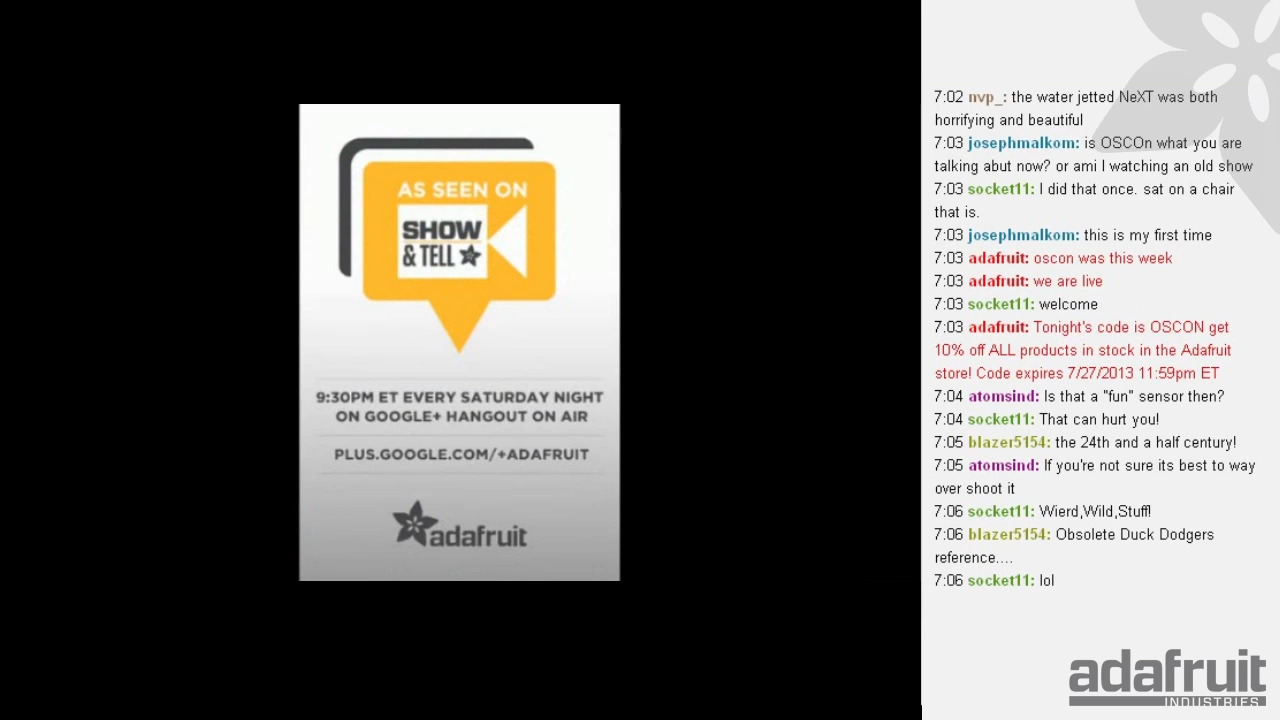 AS SEEN ON
SHOW
& TELL
9:30PM ET EVERY SATURDAY NIGHT
ON GOOGLE+ HANGOUT ON AIR
PLUS.GOOGLE.COM/+ADAFRUIT
adafruit
7:02 nvp_: the water jetted NeXT was both
horrifying and beautiful
7:03 josephmalkom: is OSCOn what you are
talking abut now? or ami I watching an old show
7:03 socket11: I did that once. sat on a chair
that is.
7:03 josephmalkom: this is my first time
7:03 adafruit: oscon was this week
7:03 adafruit: we are live
7:03 socket11: welcome
7:03 adafruit: Tonight's code is OSCON get
10% off ALL products in stock in the Adafruit
store! Code expires 7/27/2013 11:59pm ET
7:04 atomsind: Is that a "fun" sensor then?
7:04 socket11: That can hurt you!
7:05 blazer5154: the 24th and a half century!
7:05 atomsind: If you're not sure its best to way
over shoot it
7:06 socket11: Wierd,Wild,Stuff!
7:06 blazer5154: Obsolete Duck Dodgers
reference....
7:06 socket11: lol
adafruit
INDUSTRIES